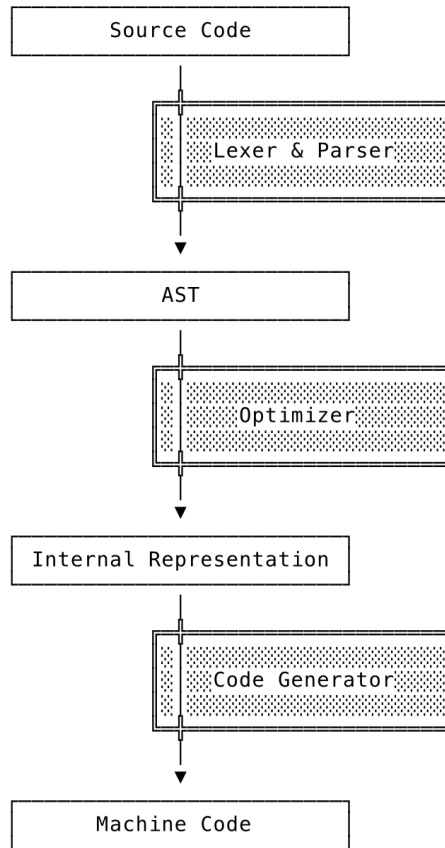 Source Code
Lexer & Parser
AST
Optimizer
Internal Representation
Code Generator
Machine Code